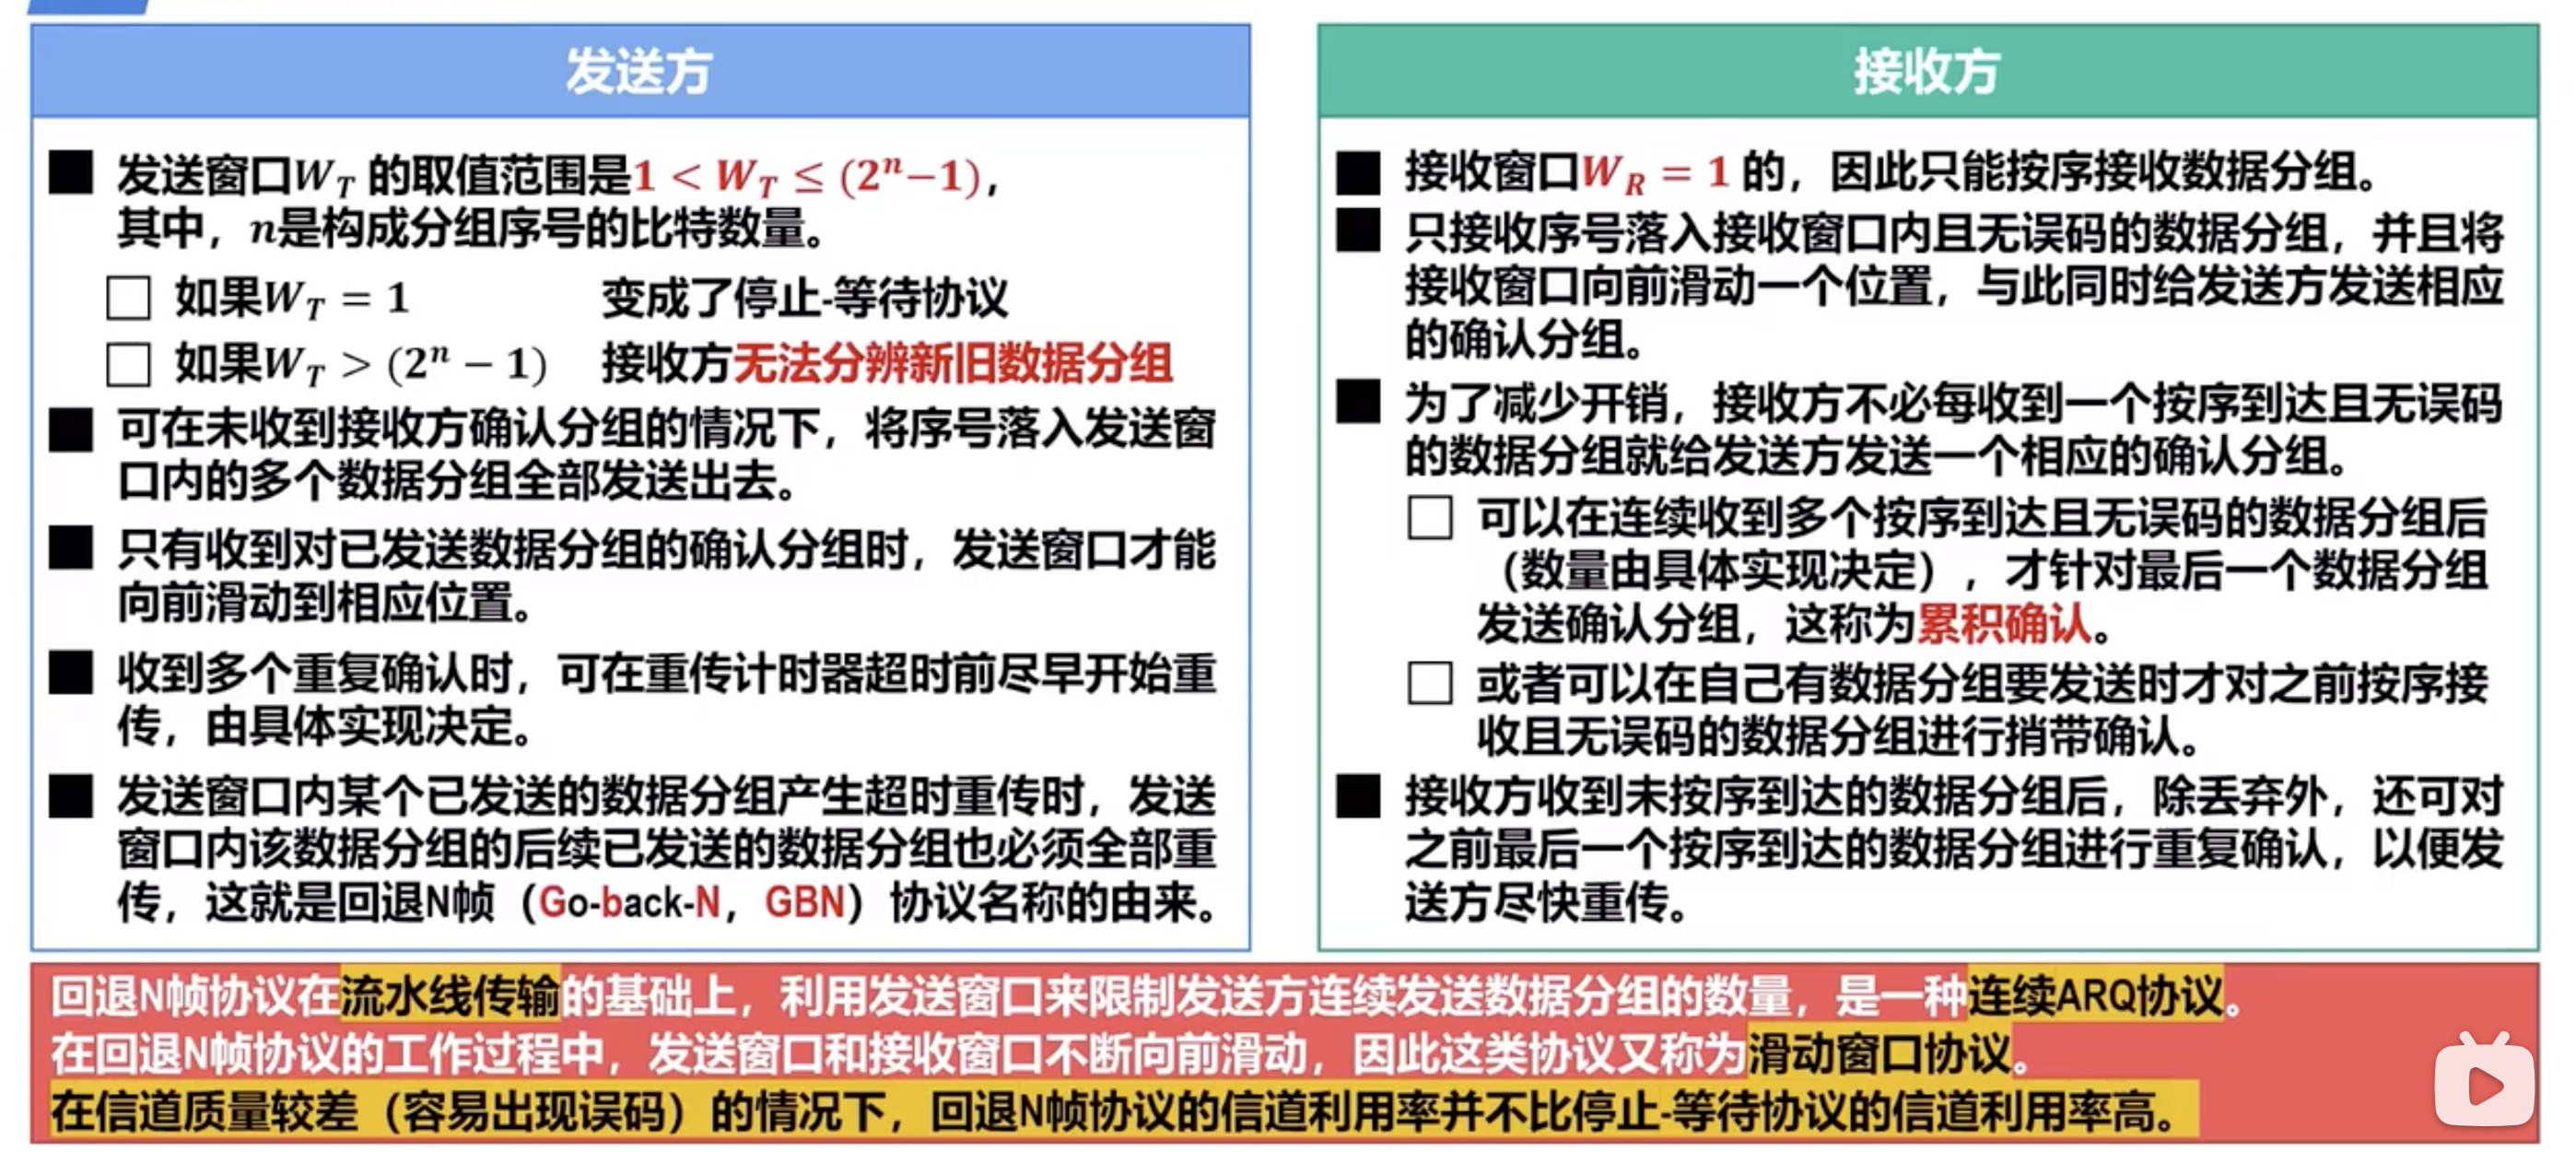 发送方
发送窗口W_T 的取值范围是1 < W_T ≤ (2^n−1)，
其中，n是构成分组序号的比特数量。
如果W_T = 1 变成了停止-等待协议
如果W_T > (2^n − 1) 接收方无法分辨新旧数据分组
可在未收到接收方确认分组的情况下，将序号落入发送窗
口内的多个数据分组全部发送出去。
只有收到对已发送数据分组的确认分组时，发送窗口才能
向前滑动到相应位置。
收到多个重复确认时，可在重传计时器超时前尽早开始重
传，由具体实现决定。
发送窗口内某个已发送的数据分组产生超时重传时，发送
窗口内该数据分组的后续已发送的数据分组也必须全部重
传，这就是回退N帧（Go-back-N，GBN）协议名称的由来。
接收方
接收窗口W_R = 1 的，因此只能按序接收数据分组。
只接收序号落入接收窗口内且无误码的数据分组，并且将
接收窗口向前滑动一个位置，与此同时给发送方发送相应
的确认分组。
为了减少开销，接收方不必每收到一个按序到达且无误码
的数据分组就给发送方发送一个相应的确认分组。
可以在连续收到多个按序到达且无误码的数据分组后
（数量由具体实现决定），才针对最后一个数据分组
发送确认分组，这称为累积确认。
或者可以在自己有数据分组要发送时才对之前按序接
收且无误码的数据分组进行捎带确认。
接收方收到未按序到达的数据分组后，除丢弃外，还可对
之前最后一个按序到达的数据分组进行重复确认，以便发
送方尽快重传。
回退N帧协议在流水线传输的基础上，利用发送窗口来限制发送方连续发送数据分组的数量，是一种连续ARQ协议。
在回退N帧协议的工作过程中，发送窗口和接收窗口不断向前滑动，因此这类协议又称为滑动窗口协议。
在信道质量较差（容易出现误码）的情况下，回退N帧协议的信道利用率并不比停止-等待协议的信道利用率高。